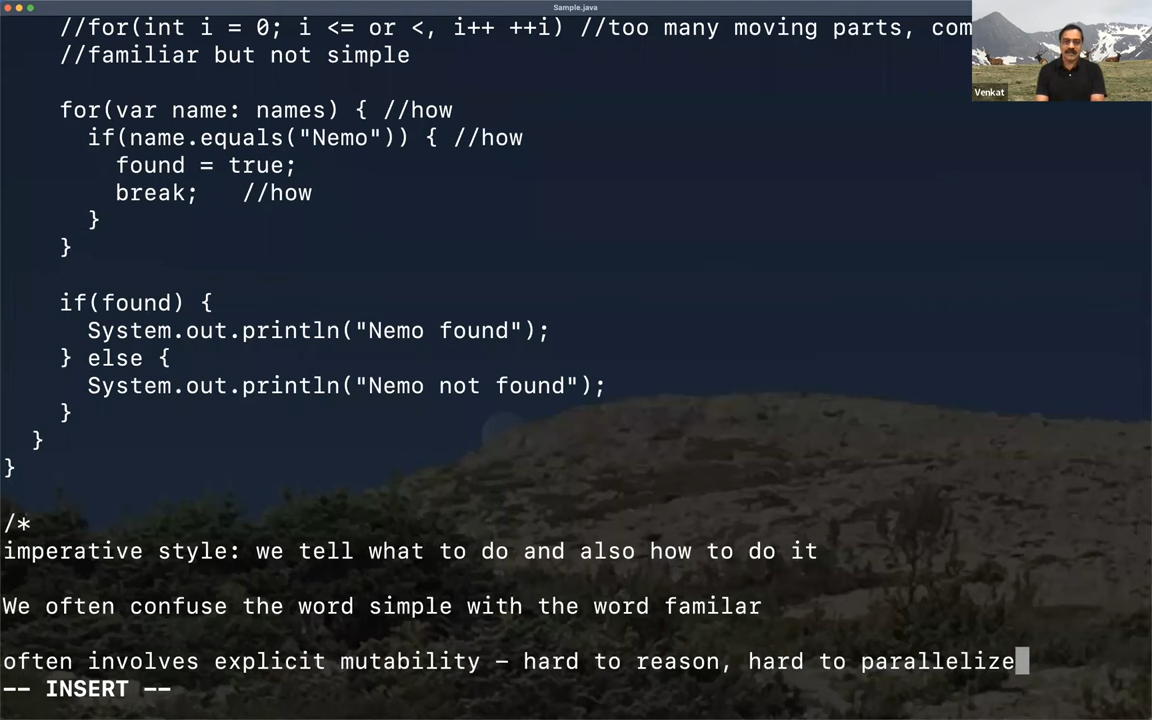 Sample.java
//for(int i = 0; i <= or <, i++ ++i) //too many moving parts, com
//familiar but not simple
for(var name: names) { //how
if(name.equals("Nemo")) { //how
found = true;
break;   //how
}
}
if(found) {
System.out.println("Nemo found");
} else {
System.out.println("Nemo not found");
}
}
}
/*
imperative style: we tell what to do and also how to do it
We often confuse the word simple with the word familar
often involves explicit mutability – hard to reason, hard to parallelize
-- INSERT --
Venkat